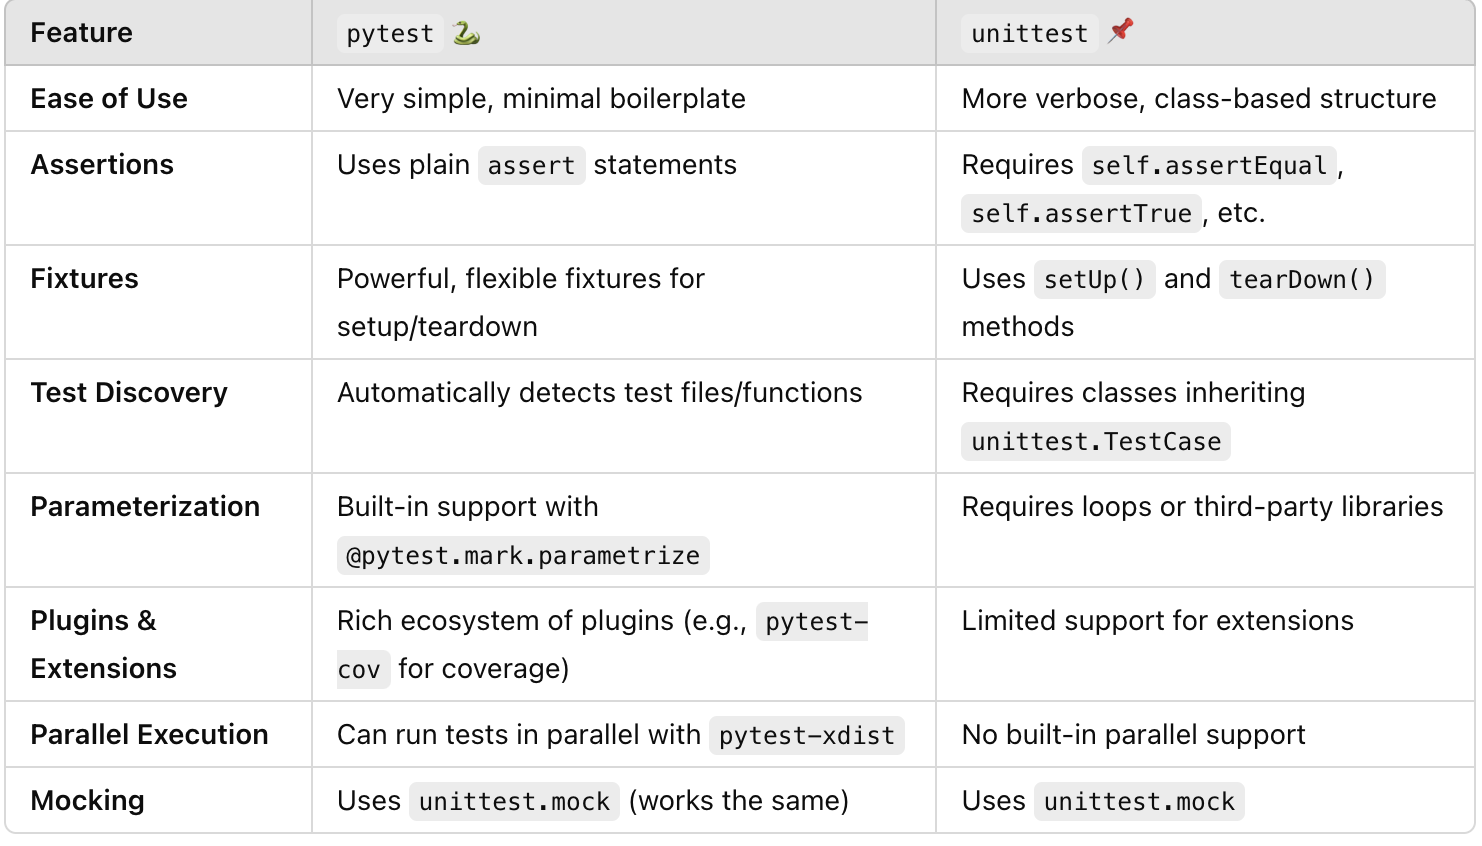 Feature pytest 🐍 unittest 📌
Ease of Use Very simple, minimal boilerplate More verbose, class-based structure
Assertions Uses plain assert statements Requires self.assertEqual,
self.assertTrue, etc.
Fixtures Powerful, flexible fixtures for
setup/teardown
Uses setUp() and tearDown()
methods
Test Discovery Automatically detects test files/functions Requires classes inheriting
unittest.TestCase
Parameterization Built-in support with
@pytest.mark.parametrize
Requires loops or third-party libraries
Plugins &
Extensions
Rich ecosystem of plugins (e.g., pytest-
cov for coverage)
Limited support for extensions
Parallel Execution Can run tests in parallel with pytest-xdist No built-in parallel support
Mocking Uses unittest.mock (works the same) Uses unittest.mock